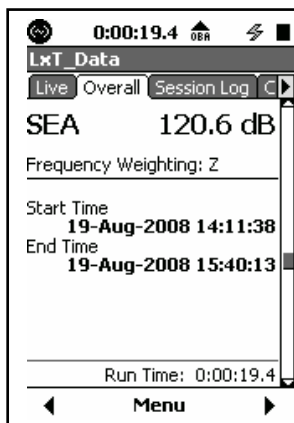 0:00:19.4 OBA
LxT_Data
Live Overall Session Log C
SEA 120.6 dB
Frequency Weighting: Z
Start Time
19-Aug-2008 14:11:38
End Time
19-Aug-2008 15:40:13
Run Time: 0:00:19.4
Menu